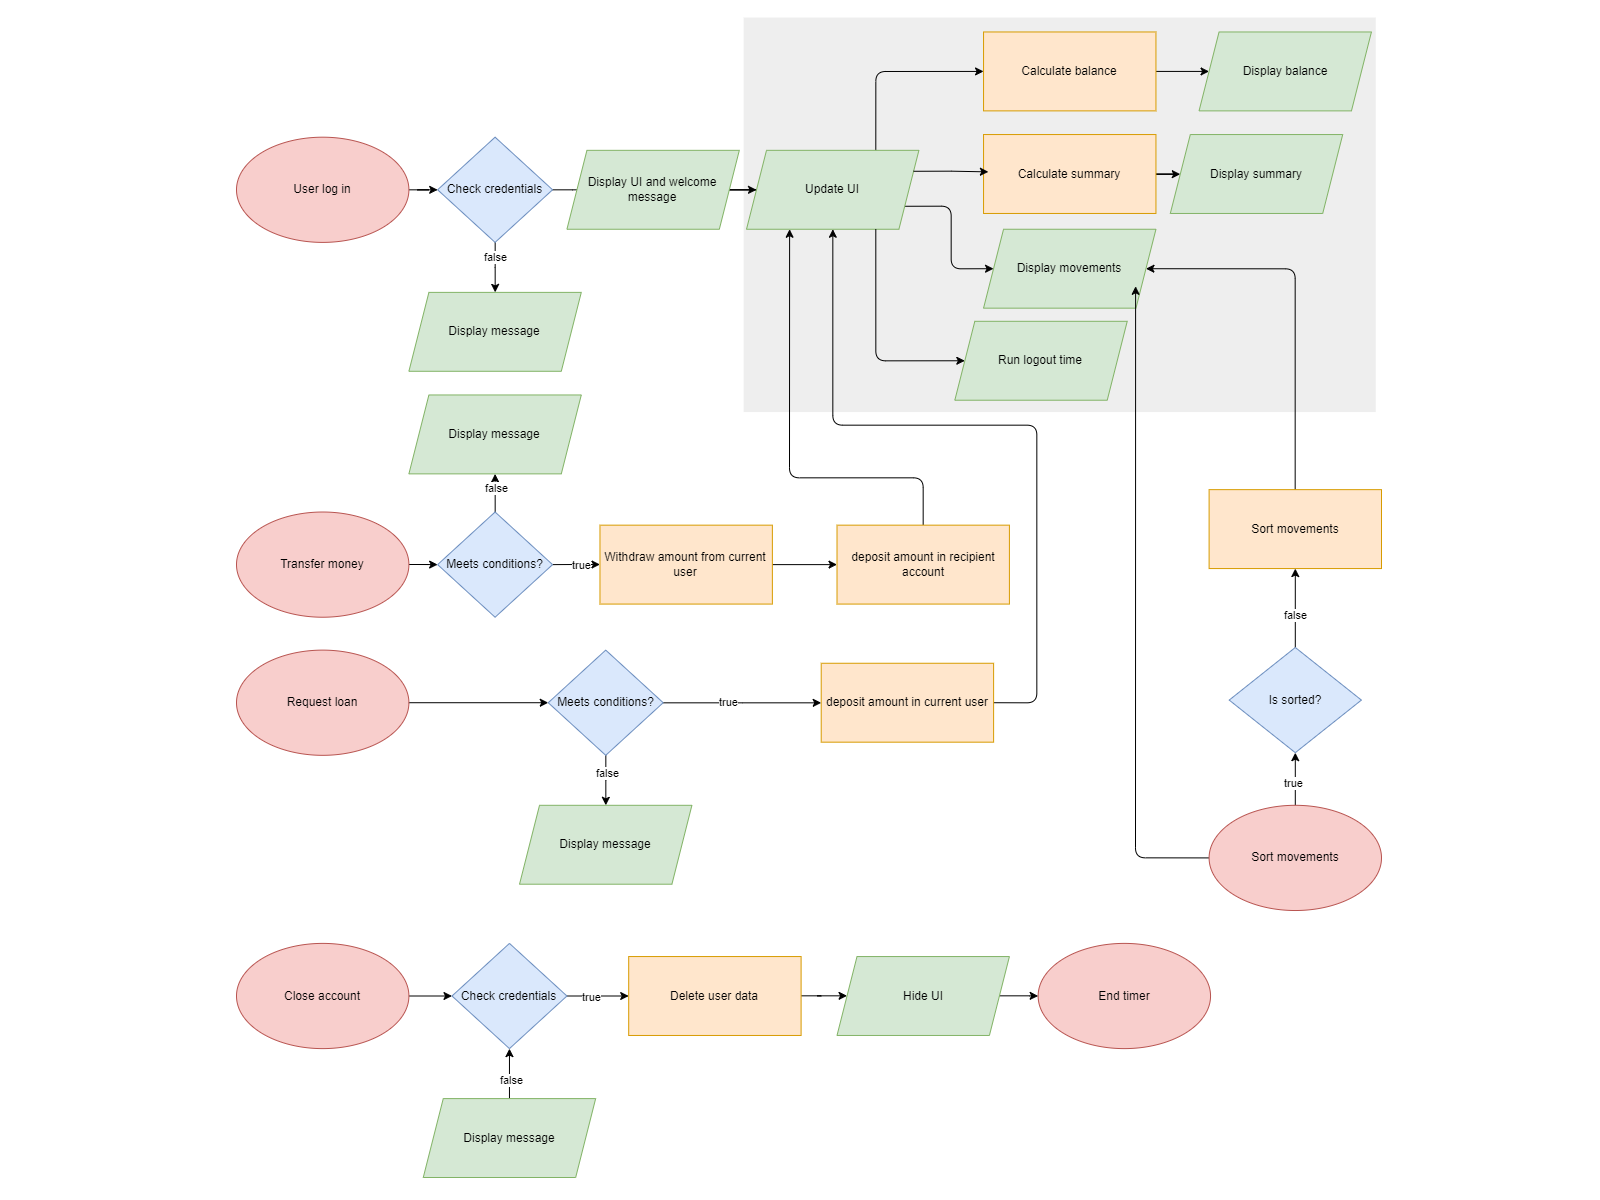 Calculate balance
Display balance
User log in
Check credentials
Display UI and welcome
message
Update UI
Calculate summary
Display summary
false
Display message
Display movements
Run logout time
Display message
false
Transfer money
Meets conditions?
true
Withdraw amount from current
user
deposit amount in recipient
account
Sort movements
false
Request loan
Meets conditions?
true
deposit amount in current user
Is sorted?
false
true
Display message
Sort movements
Close account
Check credentials
true
Delete user data
Hide UI
End timer
false
Display message